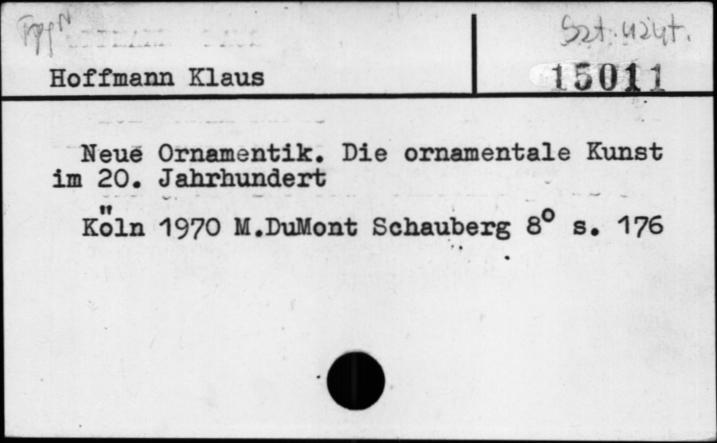 Hoffmann Klaus
15011
Neue Ornamentik. Die ornamentale Kunst
im 20. Jahrhundert
Köln 1970 M.DuMont Schauberg 8° s. 176